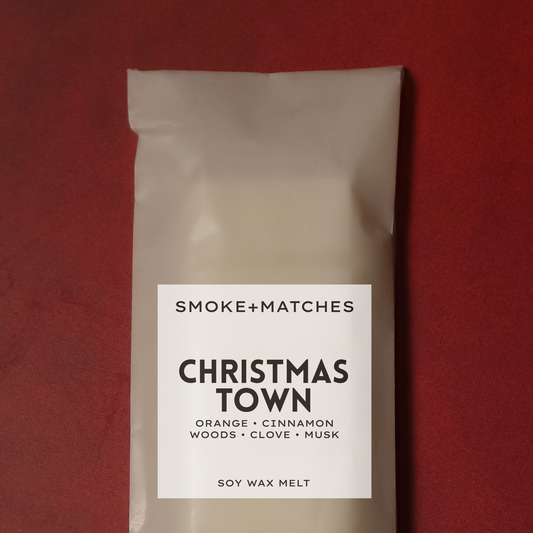 SMOKE+MATCHES
CHRISTMAS
TOWN
ORANGE • CINNAMON
WOODS • CLOVE • MUSK
SOY WAX MELT